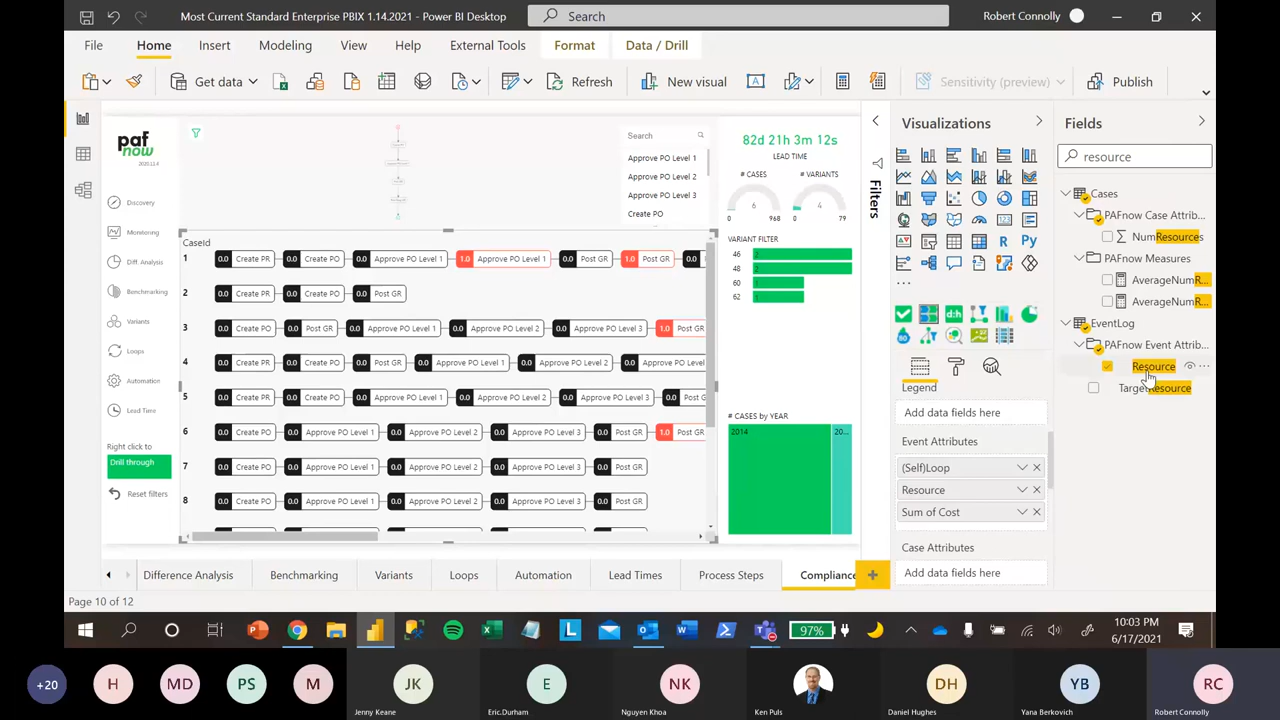 Most Current Standard Enterprise PBIX 1.14.2021 - Power BI Desktop
Search
Robert Connolly
File Home Insert Modeling View Help External Tools Format Data / Drill
Get data Refresh New visual Sensitivity (preview) Publish
paf
now
Discovery
Monitoring
Diff. Analysis
Benchmarking
Variants
Loops
Automation
Lead Time
Right click to
Drill through
Reset filters
Search
Approve PO Level 1
Approve PO Level 2
Approve PO Level 3
Create PO
CaseId
1 0.0 Create PR 0.0 Create PO 0.0 Approve PO Level 1 1.0 Approve PO Level 1 0.0 Post GR 1.0 Post GR 0.0
2 0.0 Create PR 0.0 Create PO 0.0 Post GR
3 0.0 Create PO 0.0 Post GR 0.0 Approve PO Level 1 0.0 Approve PO Level 2 0.0 Approve PO Level 3 1.0 Post GR
4 0.0 Create PR 0.0 Create PO 0.0 Post GR 0.0 Approve PO Level 1 0.0 Approve PO Level 2 0.0 Approve PO Level
5 0.0 Create PR 0.0 Create PO 0.0 Approve PO Level 1 0.0 Approve PO Level 2 0.0 Approve PO Level 3 0.0 Post GR
6 0.0 Create PO 0.0 Approve PO Level 1 0.0 Approve PO Level 2 0.0 Approve PO Level 3 0.0 Post GR 1.0 Post GR
7 0.0 Create PO 0.0 Approve PO Level 1 0.0 Approve PO Level 2 0.0 Approve PO Level 3 0.0 Post GR
8 0.0 Create PO 0.0 Approve PO Level 1 0.0 Approve PO Level 2 0.0 Approve PO Level 3 0.0 Post GR
82d 21h 3m 12s
LEAD TIME
# CASES # VARIANTS
6 4
0 968 0 79
VARIANT FILTER
46 2
48 2
60 1
62 1
# CASES by YEAR
2014 20...
Filters
Visualizations
R Py
...
d:h
Legend
Add data fields here
Event Attributes
(Self)Loop
Resource
Sum of Cost
Case Attributes
Add data fields here
Fields
resource
Cases
PAFnow Case Attrib...
NumResources
PAFnow Measures
AverageNumR...
AverageNumR...
EventLog
PAFnow Event Attrib...
Resource
TargetResource
Difference Analysis Benchmarking Variants Loops Automation Lead Times Process Steps Compliance
Page 10 of 12
97%
10:03 PM
6/17/2021
+20 H MD PS M JK E NK DH YB RC
Jenny Keane Eric.Durham Nguyen Khoa Ken Puls Daniel Hughes Yana Berkovich Robert Connolly